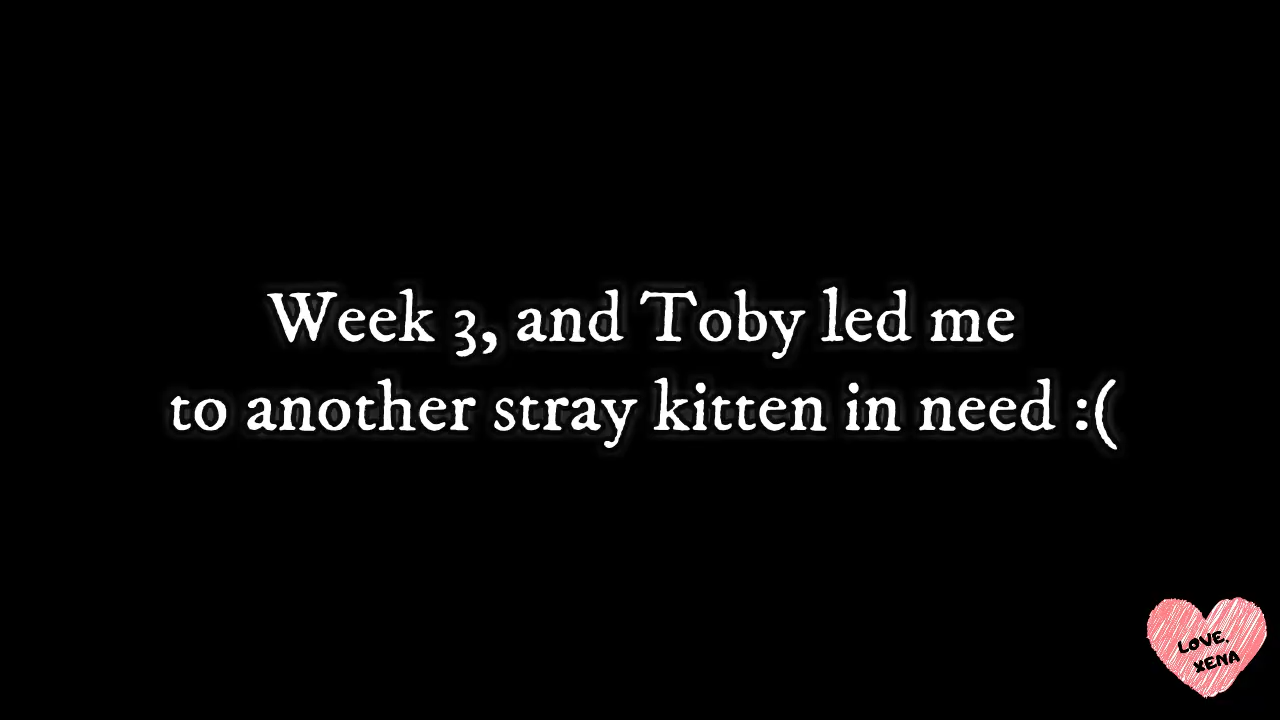 Week 3, and Toby led me
to another stray kitten in need :(
LOVE,
XENA